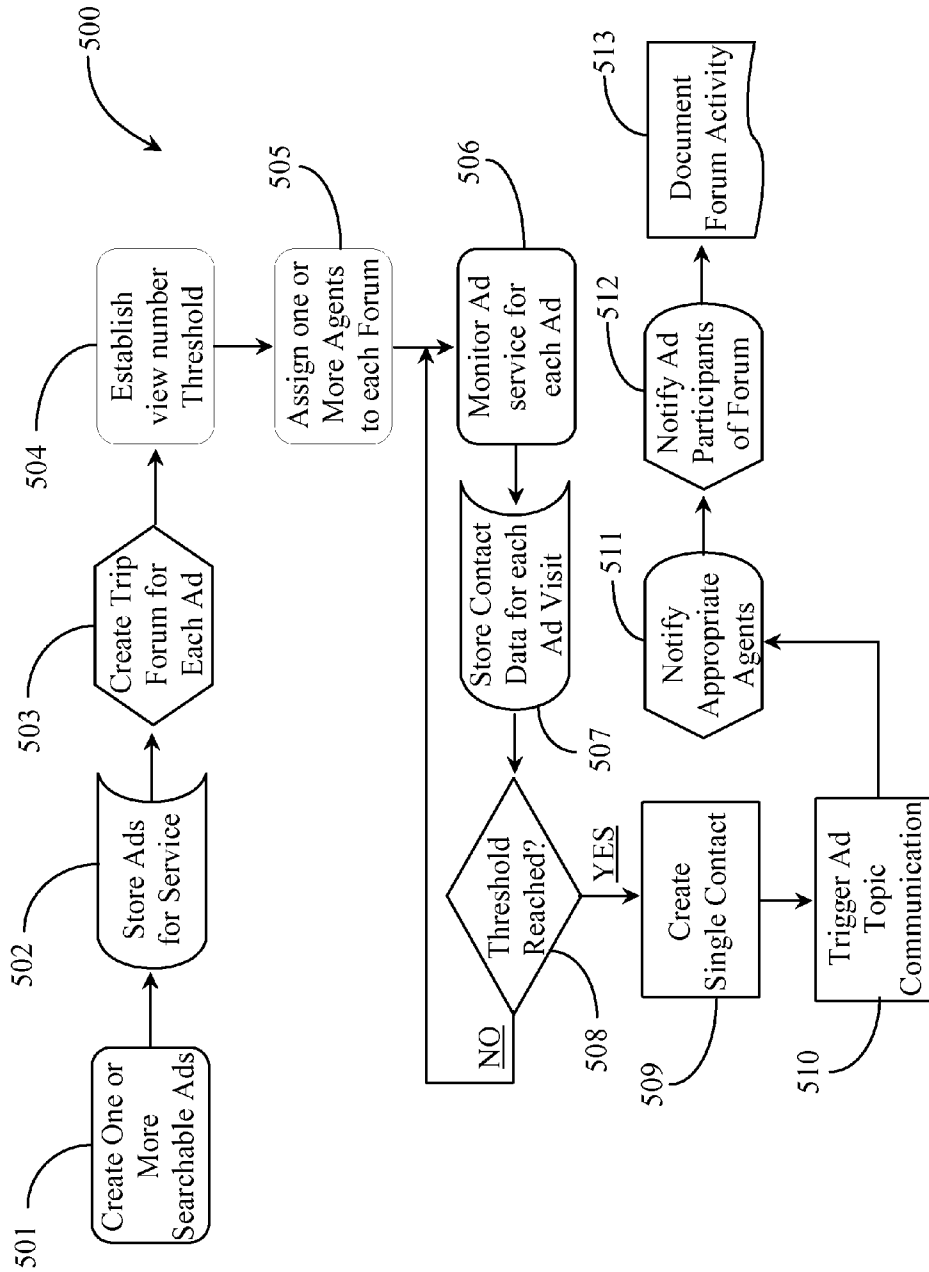 500
501
Create One or
More
Searchable Ads
502
Store Ads
for Service
503
Create Trip
Forum for
Each Ad
504
Establish
view number
Threshold
505
Assign one or
More Agents
to each Forum
506
Monitor Ad
service for
each Ad
Store Contact
Data for each
Ad Visit
507
Threshold
Reached?
508
NO
YES
Create
Single Contact
509
Trigger Ad
Topic
Communication
510
511
Notify
Appropriate
Agents
512
Notify Ad
Participants
of Forum
513
Document
Forum Activity